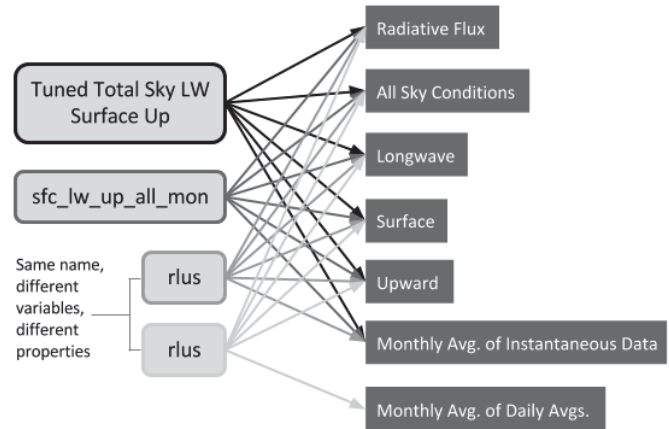 Tuned Total Sky LW
Surface Up
sfc_lw_up_all_mon
Same name,
different
variables,
different
properties
rlus
rlus
Radiative Flux
All Sky Conditions
Longwave
Surface
Upward
Monthly Avg. of Instantaneous Data
Monthly Avg. of Daily Avgs.